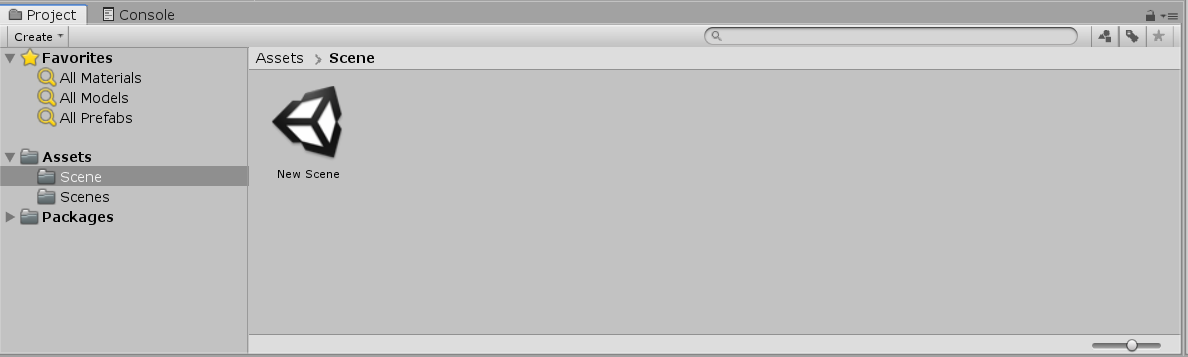 Project Console
Create
Favorites
All Materials
All Models
All Prefabs
Assets
Scene
Scenes
Packages
Assets Scene
New Scene